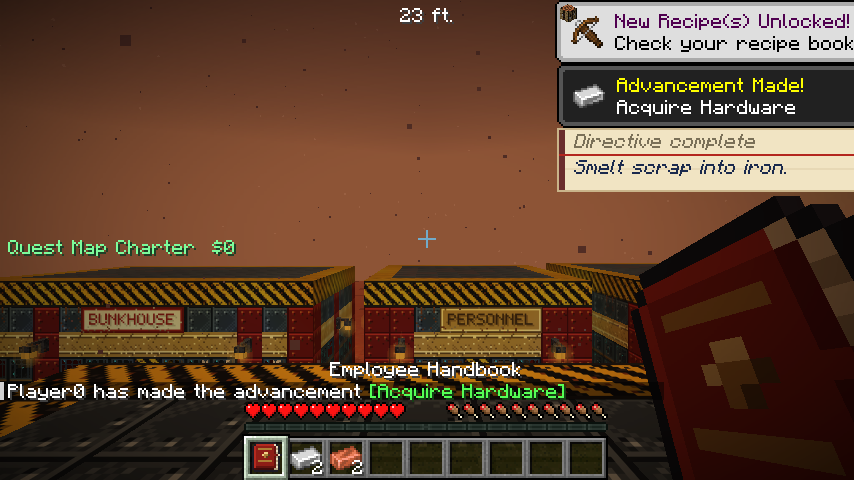 23 ft.
New Recipe(s) Unlocked!
Check your recipe book
Advancement Made!
Acquire Hardware
Directive complete
Smelt scrap into iron.
Quest Map Charter $0
BUNKHOUSE
PERSONNEL
Employee Handbook
Player0 has made the advancement [Acquire Hardware]
2
2